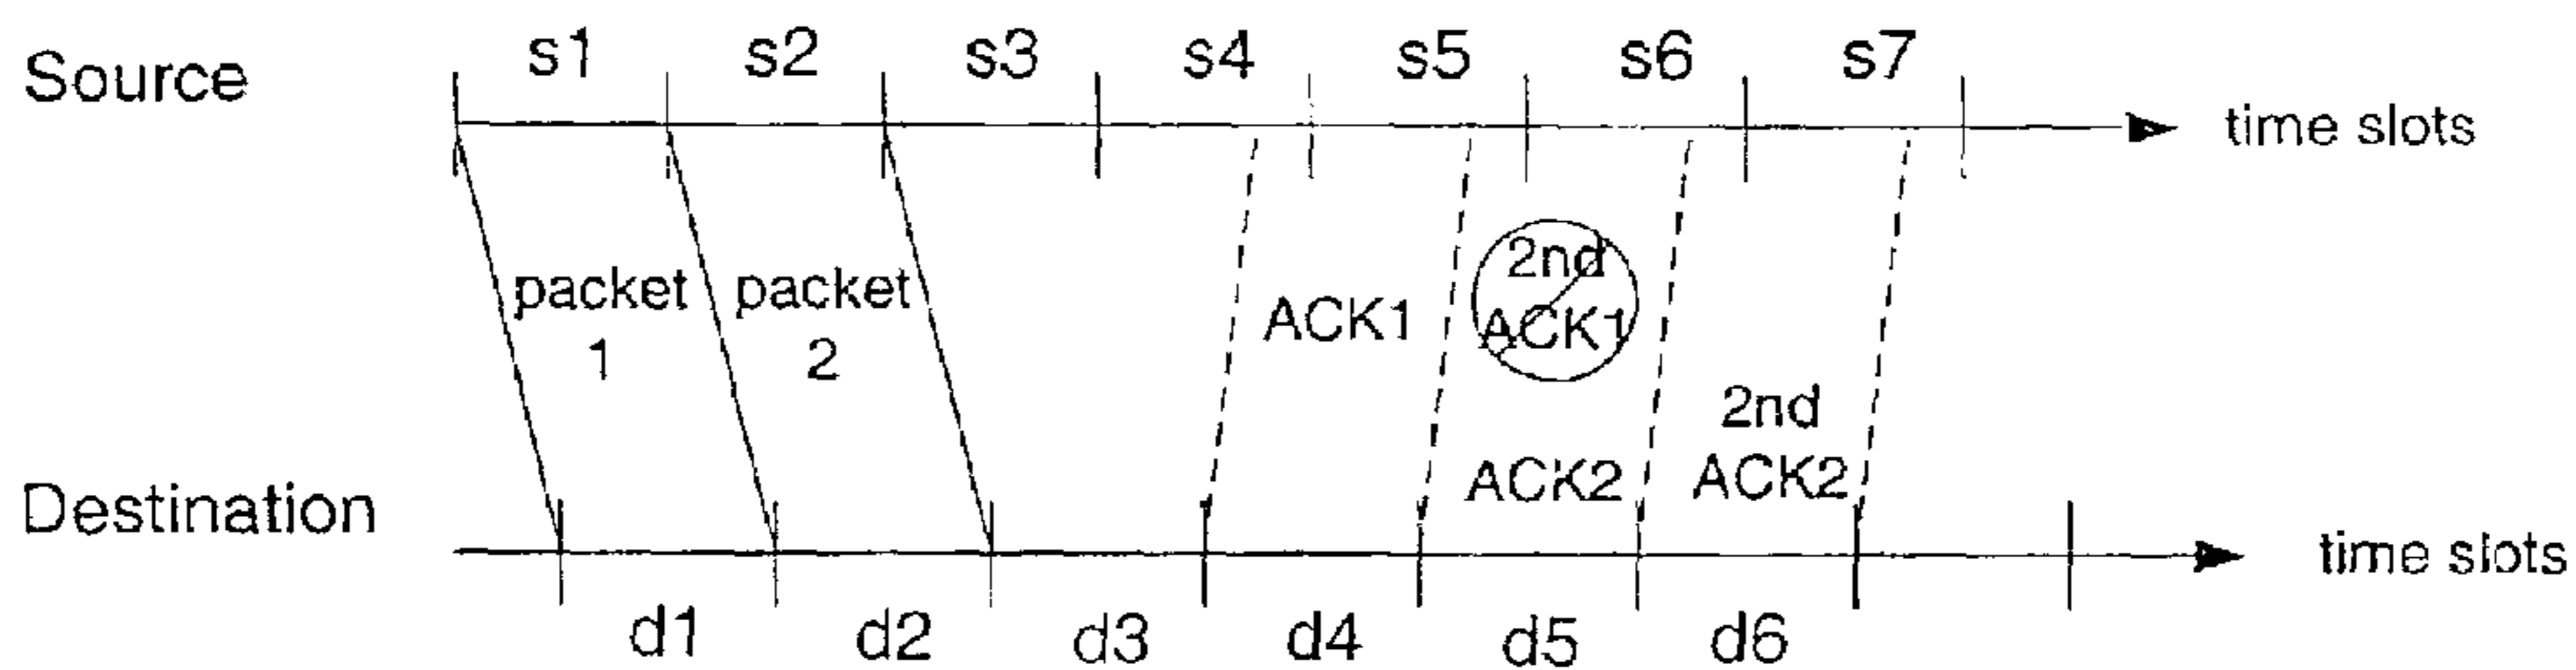 Source
s1 s2 s3 s4 s5 s6 s7
time slots
packet
1
packet
2
ACK1
2nd
ACK1
ACK2
2nd
ACK2
Destination
time slots
d1 d2 d3 d4 d5 d6